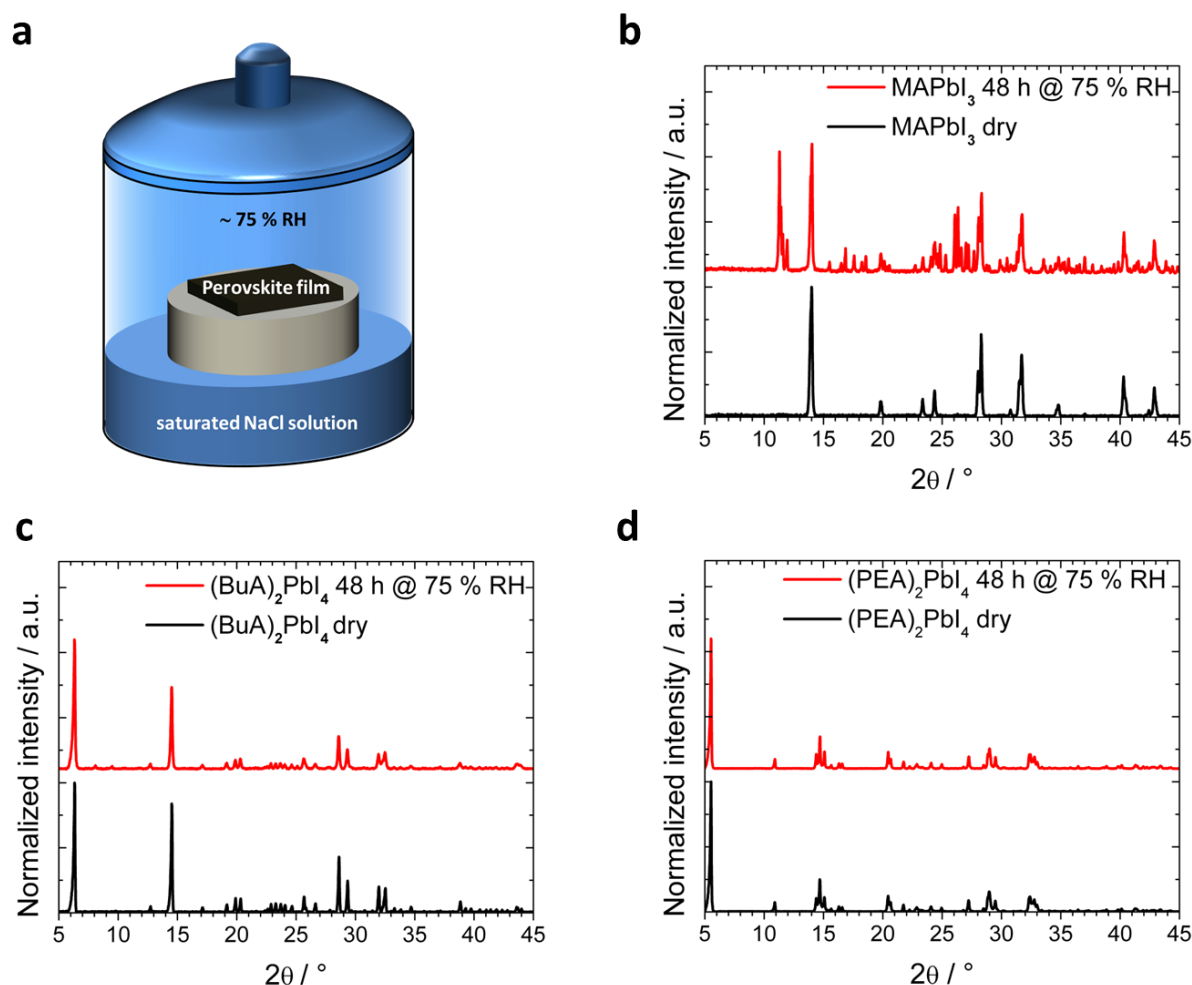 a
~ 75 % RH
Perovskite film
saturated NaCl solution
b
Normalized intensity / a.u.
MAPbI₃ 48 h @ 75 % RH
MAPbI₃ dry
5 10 15 20 25 30 35 40 45
2θ / °
c
Normalized intensity / a.u.
(BuA)₂PbI₄ 48 h @ 75 % RH
(BuA)₂PbI₄ dry
5 10 15 20 25 30 35 40 45
2θ / °
d
Normalized intensity / a.u.
(PEA)₂PbI₄ 48 h @ 75 % RH
(PEA)₂PbI₄ dry
5 10 15 20 25 30 35 40 45
2θ / °